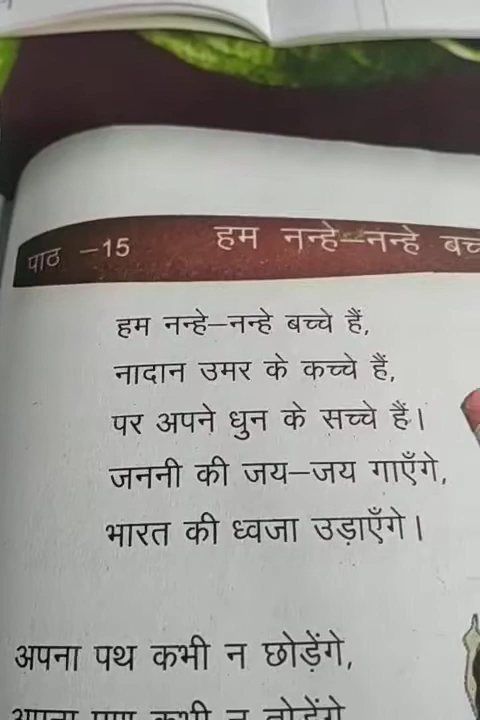 पाठ -15 हम नन्हे-नन्हे
हम नन्हे-नन्हे बच्चे हैं,
नादान उमर के कच्चे हैं,
पर अपने धुन के सच्चे हैं।
जननी की जय-जय गाएँगे,
भारत की ध्वजा उड़ाएँगे।
अपना पथ कभी न छोड़ेंगे,